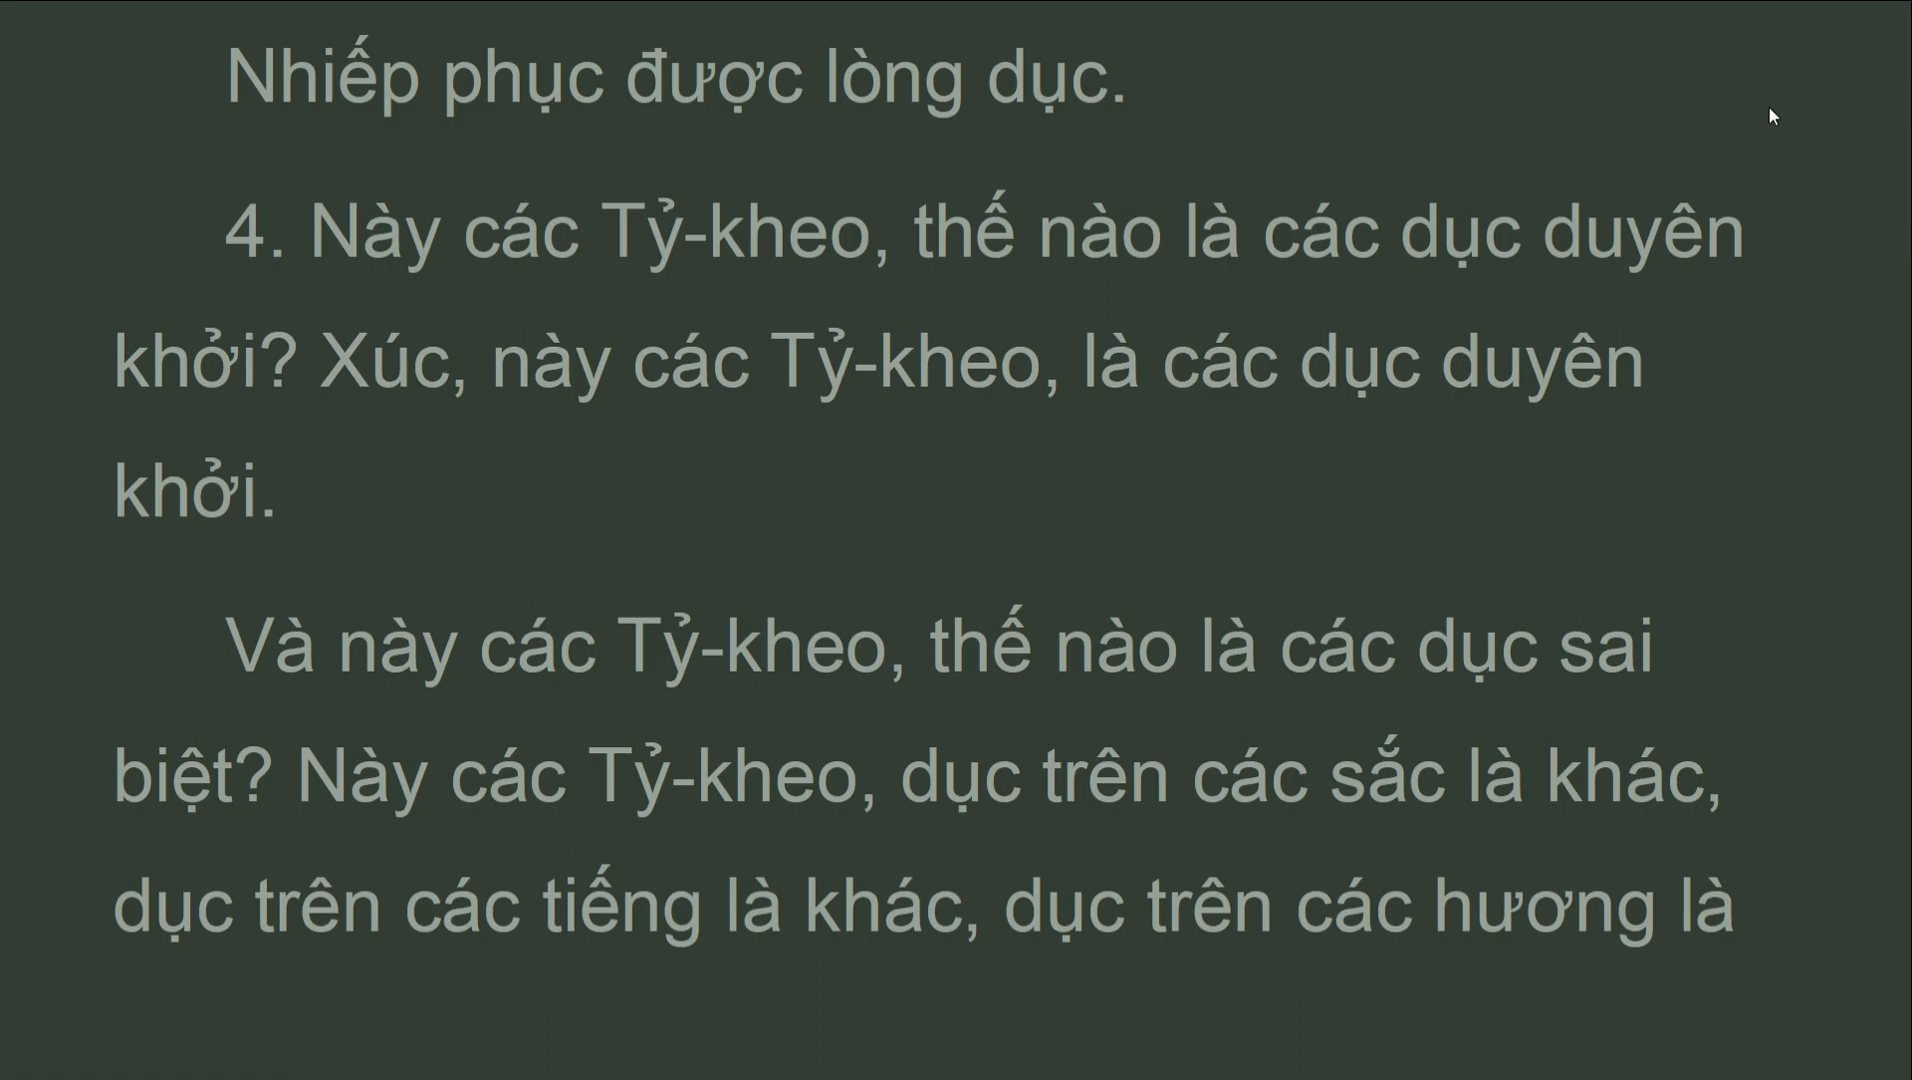 Nhiếp phục được lòng dục.
4. Này các Tỷ-kheo, thế nào là các dục duyên
khởi? Xúc, này các Tỷ-kheo, là các dục duyên
khởi.
Và này các Tỷ-kheo, thế nào là các dục sai
biệt? Này các Tỷ-kheo, dục trên các sắc là khác,
dục trên các tiếng là khác, dục trên các hương là